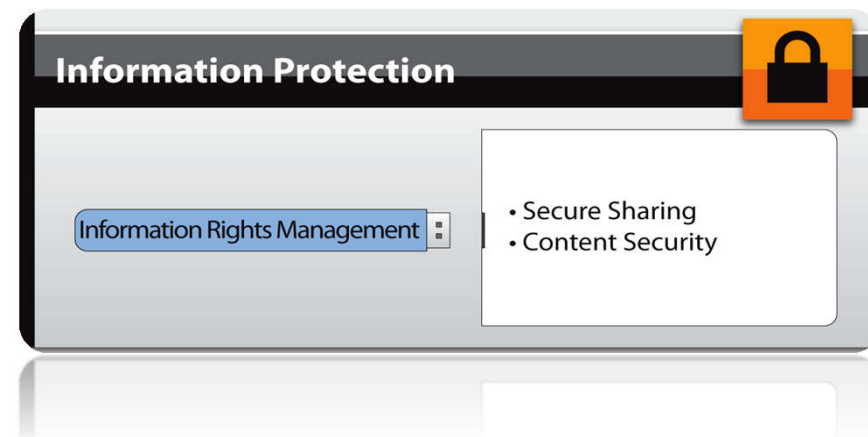 Information Protection
Information Rights Management
• Secure Sharing
• Content Security